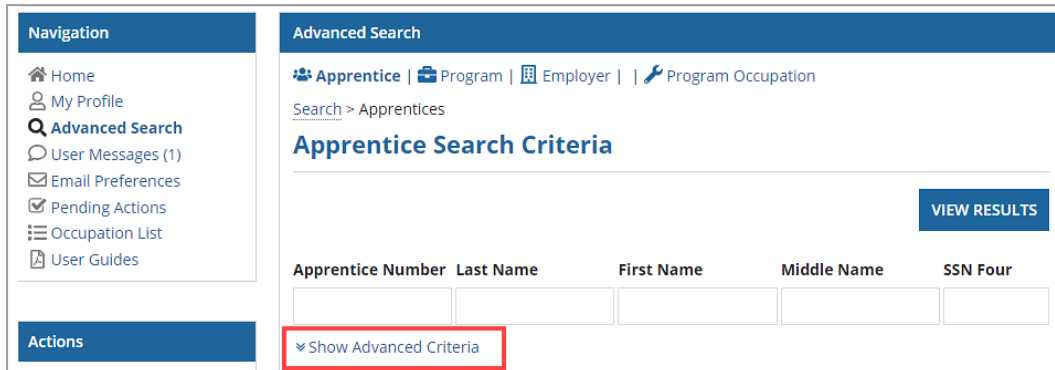 Navigation
Home
My Profile
Advanced Search
User Messages (1)
Email Preferences
Pending Actions
Occupation List
User Guides
Actions
Advanced Search
Apprentice | Program | Employer | | Program Occupation
Search > Apprentices
Apprentice Search Criteria
VIEW RESULTS
Apprentice Number Last Name First Name Middle Name SSN Four
Show Advanced Criteria